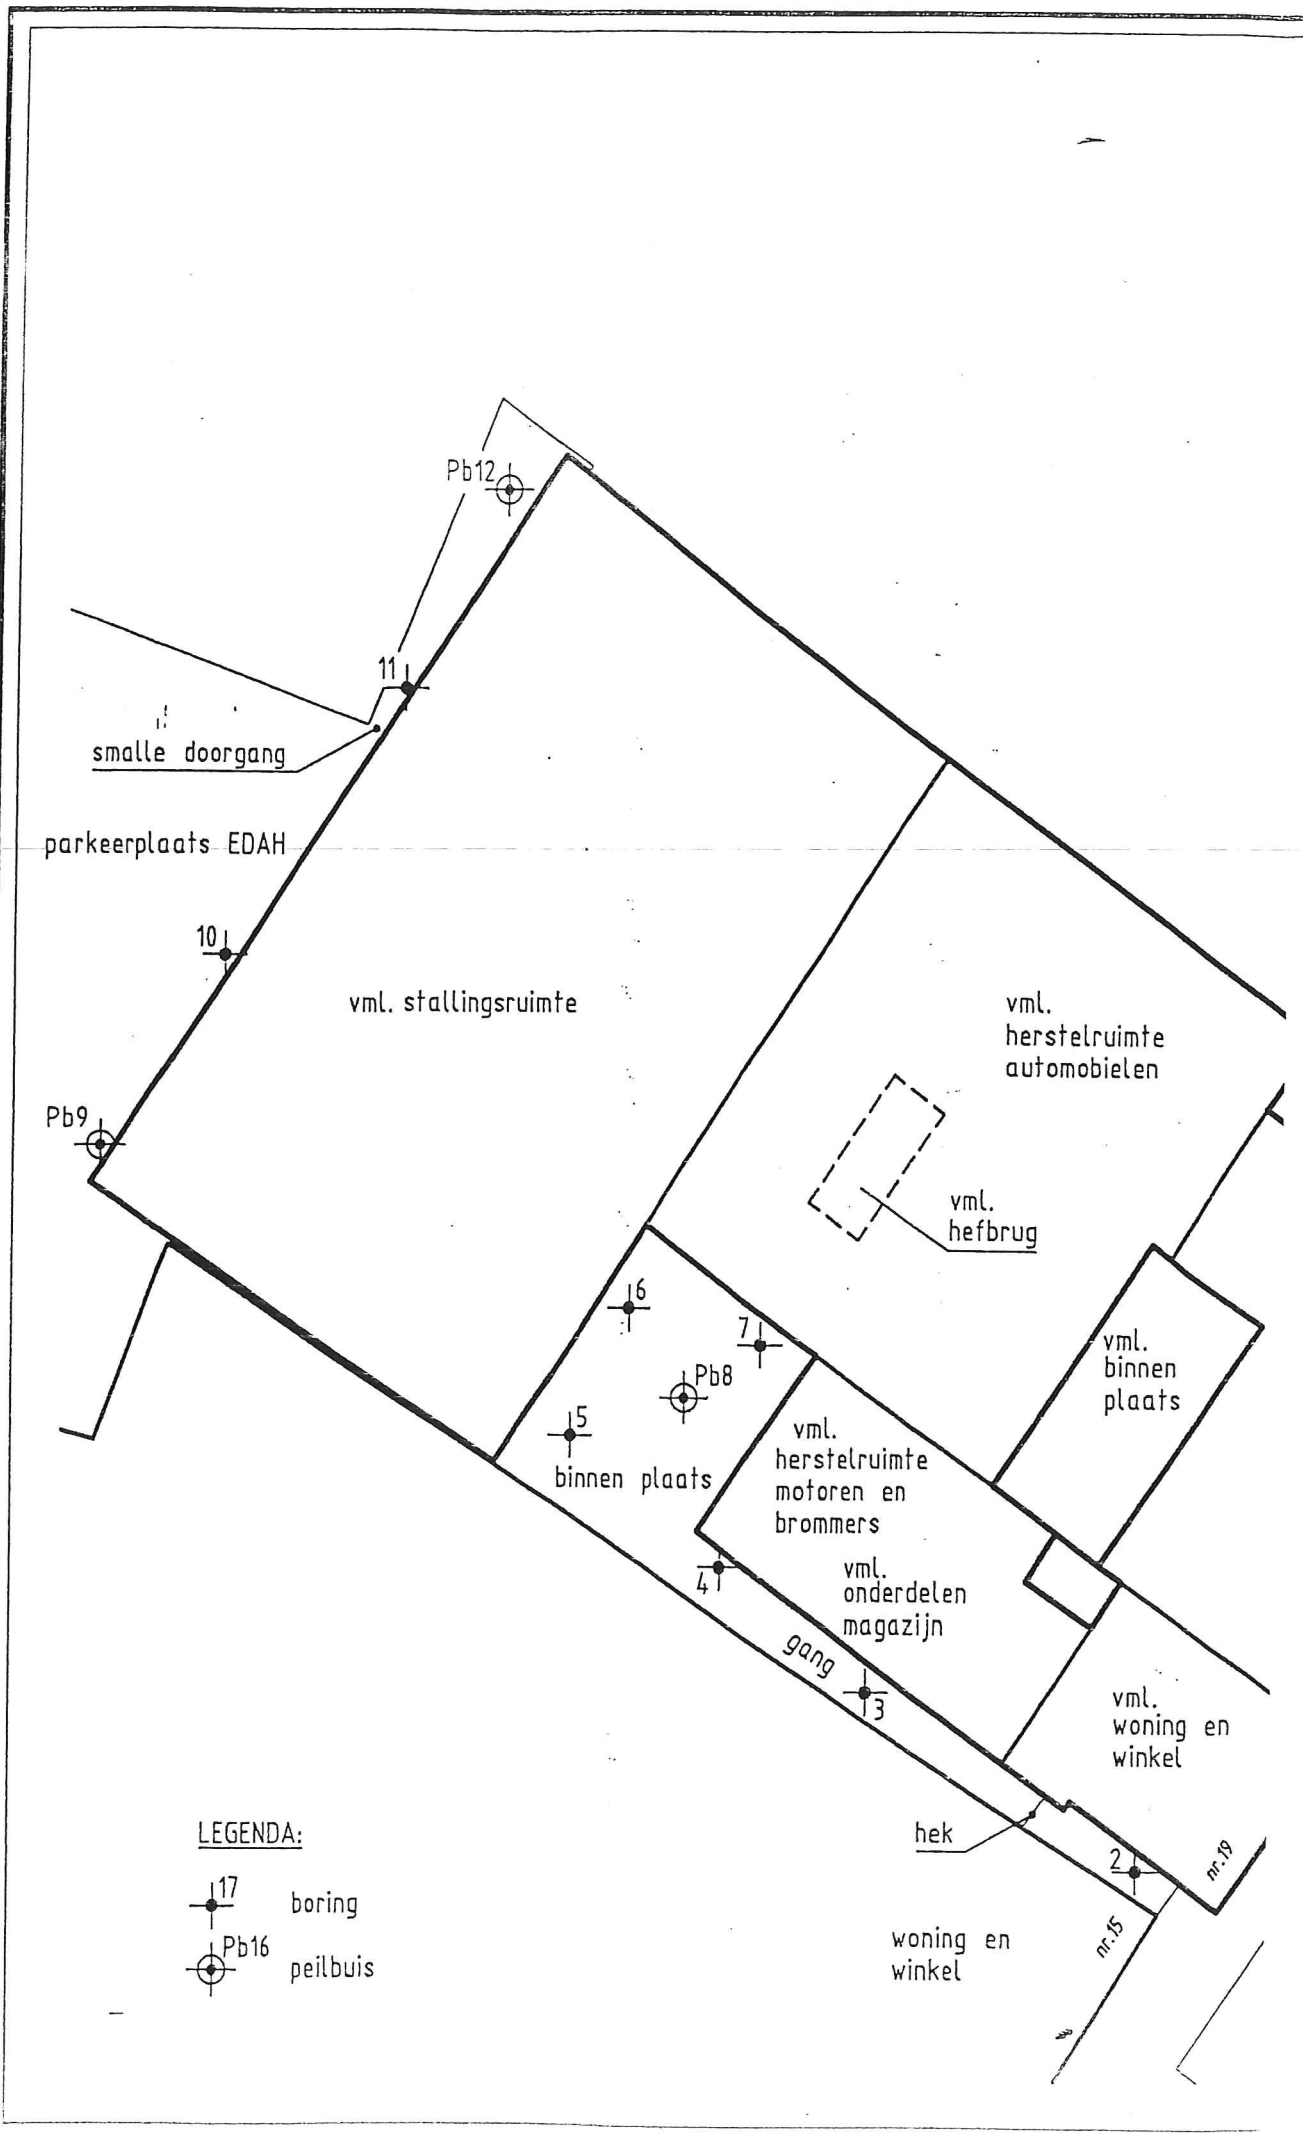 Pb12
11
smalle doorgang
parkeerplaats EDAH
10
vml. stallingsruimte
vml.
herstelruimte
automobielen
Pb9
vml.
hefbrug
6
7
Pb8
5
binnen plaats
vml.
binnen
plaats
vml.
herstelruimte
motoren en
brommers
4
vml.
onderdelen
magazijn
gang
3
vml.
woning en
winkel
hek
2
nr.19
nr.15
woning en
winkel
LEGENDA:
17 boring
Pb16 peilbuis